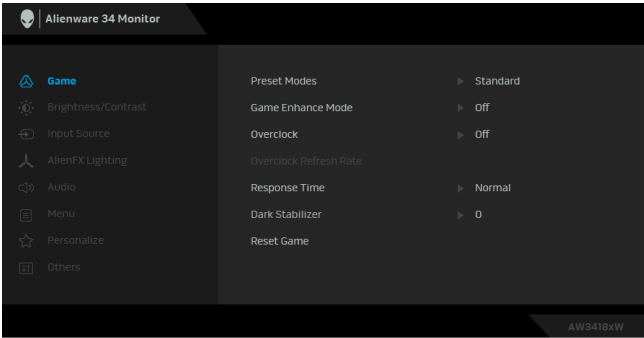 Alienware 34 Monitor
Game
Preset Modes
Standard
Brightness/Contrast
Game Enhance Mode
Off
Input Source
Overclock
Off
AlienFX Lighting
Overclock Refresh Rate
Audio
Response Time
Normal
Menu
Dark Stabilizer
0
Personalize
Reset Game
Others
AW3418xW